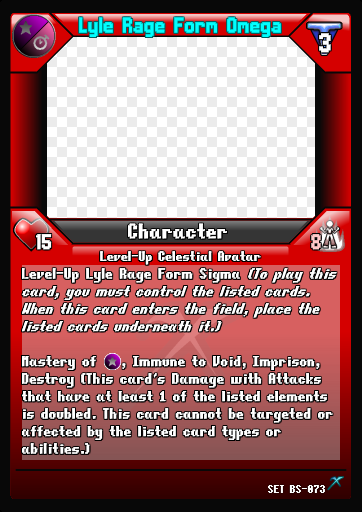 Lyle Rage Form Omega
3
Character
15
8
Level-Up Celestial Avatar
Level-Up Lyle Rage Form Sigma (To play this
card, you must control the listed cards.
When this card enters the field, place the
listed cards underneath it.)
Mastery of , Immune to Void, Imprison,
Destroy (This card's Damage with Attacks
that have at least 1 of the listed elements
is doubled. This card cannot be targeted or
affected by the listed card types or
abilities.)
SET BS-073